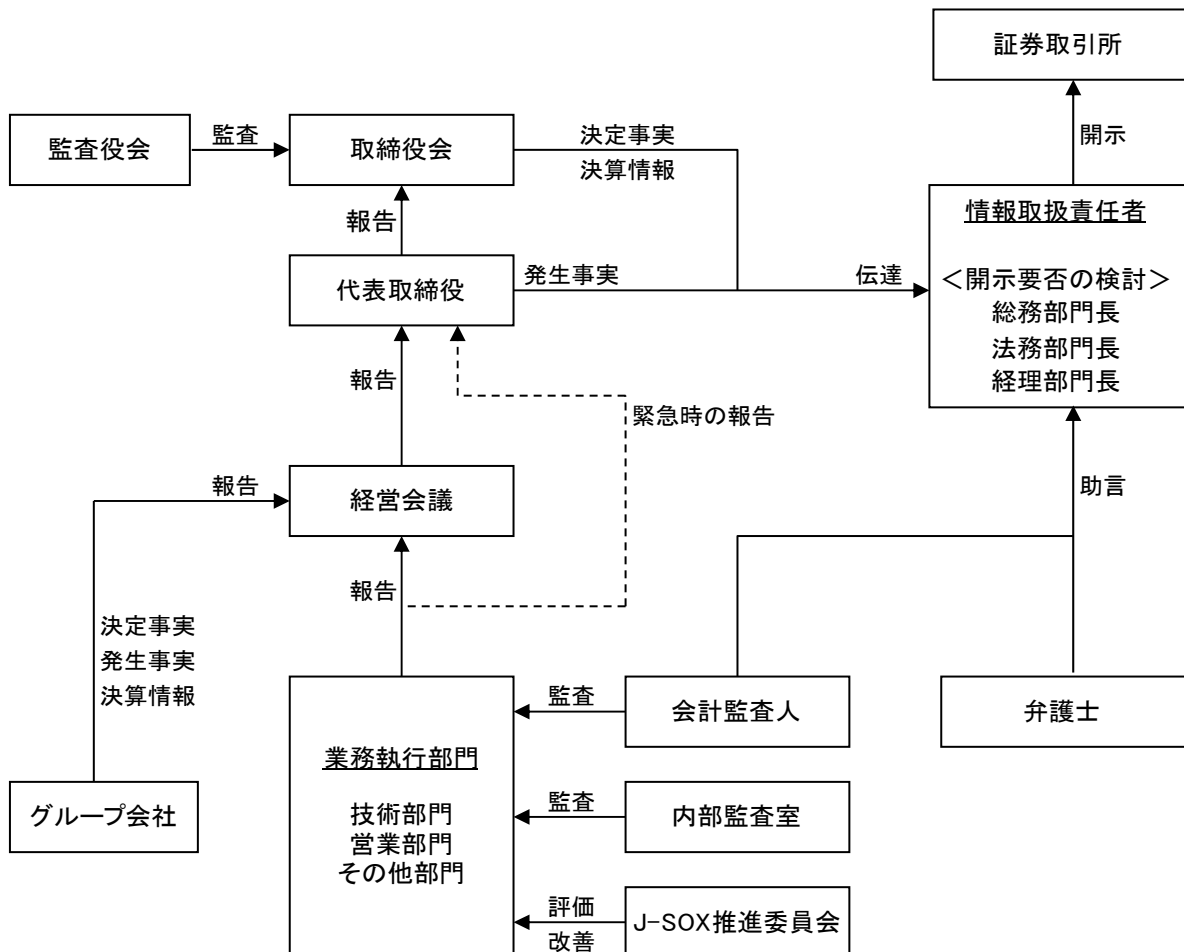 証券取引所
開示
監査役会
監査
取締役会
決定事実
決算情報
報告
代表取締役
発生事実
伝達
情報取扱責任者
＜開示要否の検討＞
総務部門長
法務部門長
経理部門長
報告
緊急時の報告
報告
経営会議
助言
報告
決定事実
発生事実
決算情報
グループ会社
業務執行部門
技術部門
営業部門
その他部門
監査
会計監査人
弁護士
監査
内部監査室
評価
改善
J-SOX推進委員会